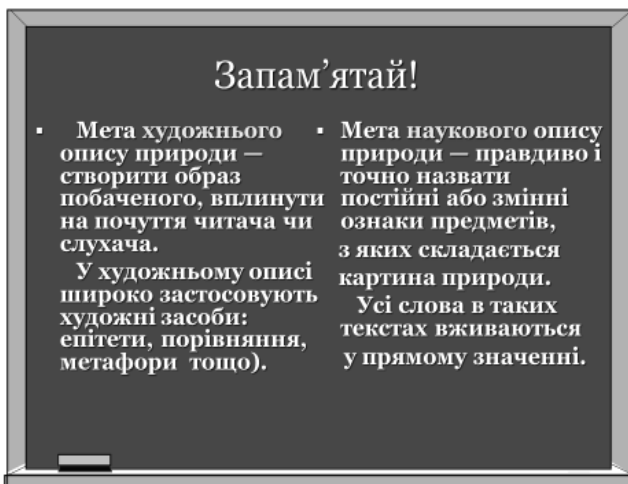 Запам’ятай!
▪ Мета художнього
опису природи —
створити образ
побаченого, вплинути
на почуття читача чи
слухача.
У художньому описі
широко застосовують
художні засоби:
епітети, порівняння,
метафори тощо).
▪ Мета наукового опису
природи — правдиво і
точно назвати
постійні або змінні
ознаки предметів,
з яких складається
картина природи.
Усі слова в таких
текстах вживаються
у прямому значенні.